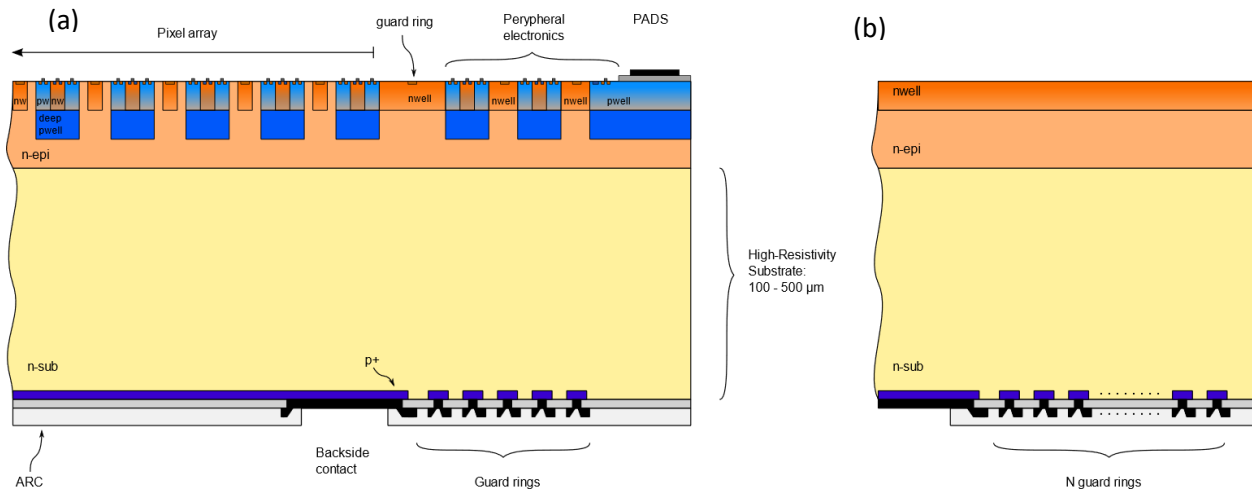 (a)
Pixel array
guard ring
Perypheral
electronics
PADS
(b)
nw
pw
nw
nwell
nwell
nwell
pwell
nwell
deep
pwell
n-epi
n-epi
High-Resistivity
Substrate:
100 - 500 µm
p+
n-sub
n-sub
Backside
contact
ARC
Guard rings
N guard rings